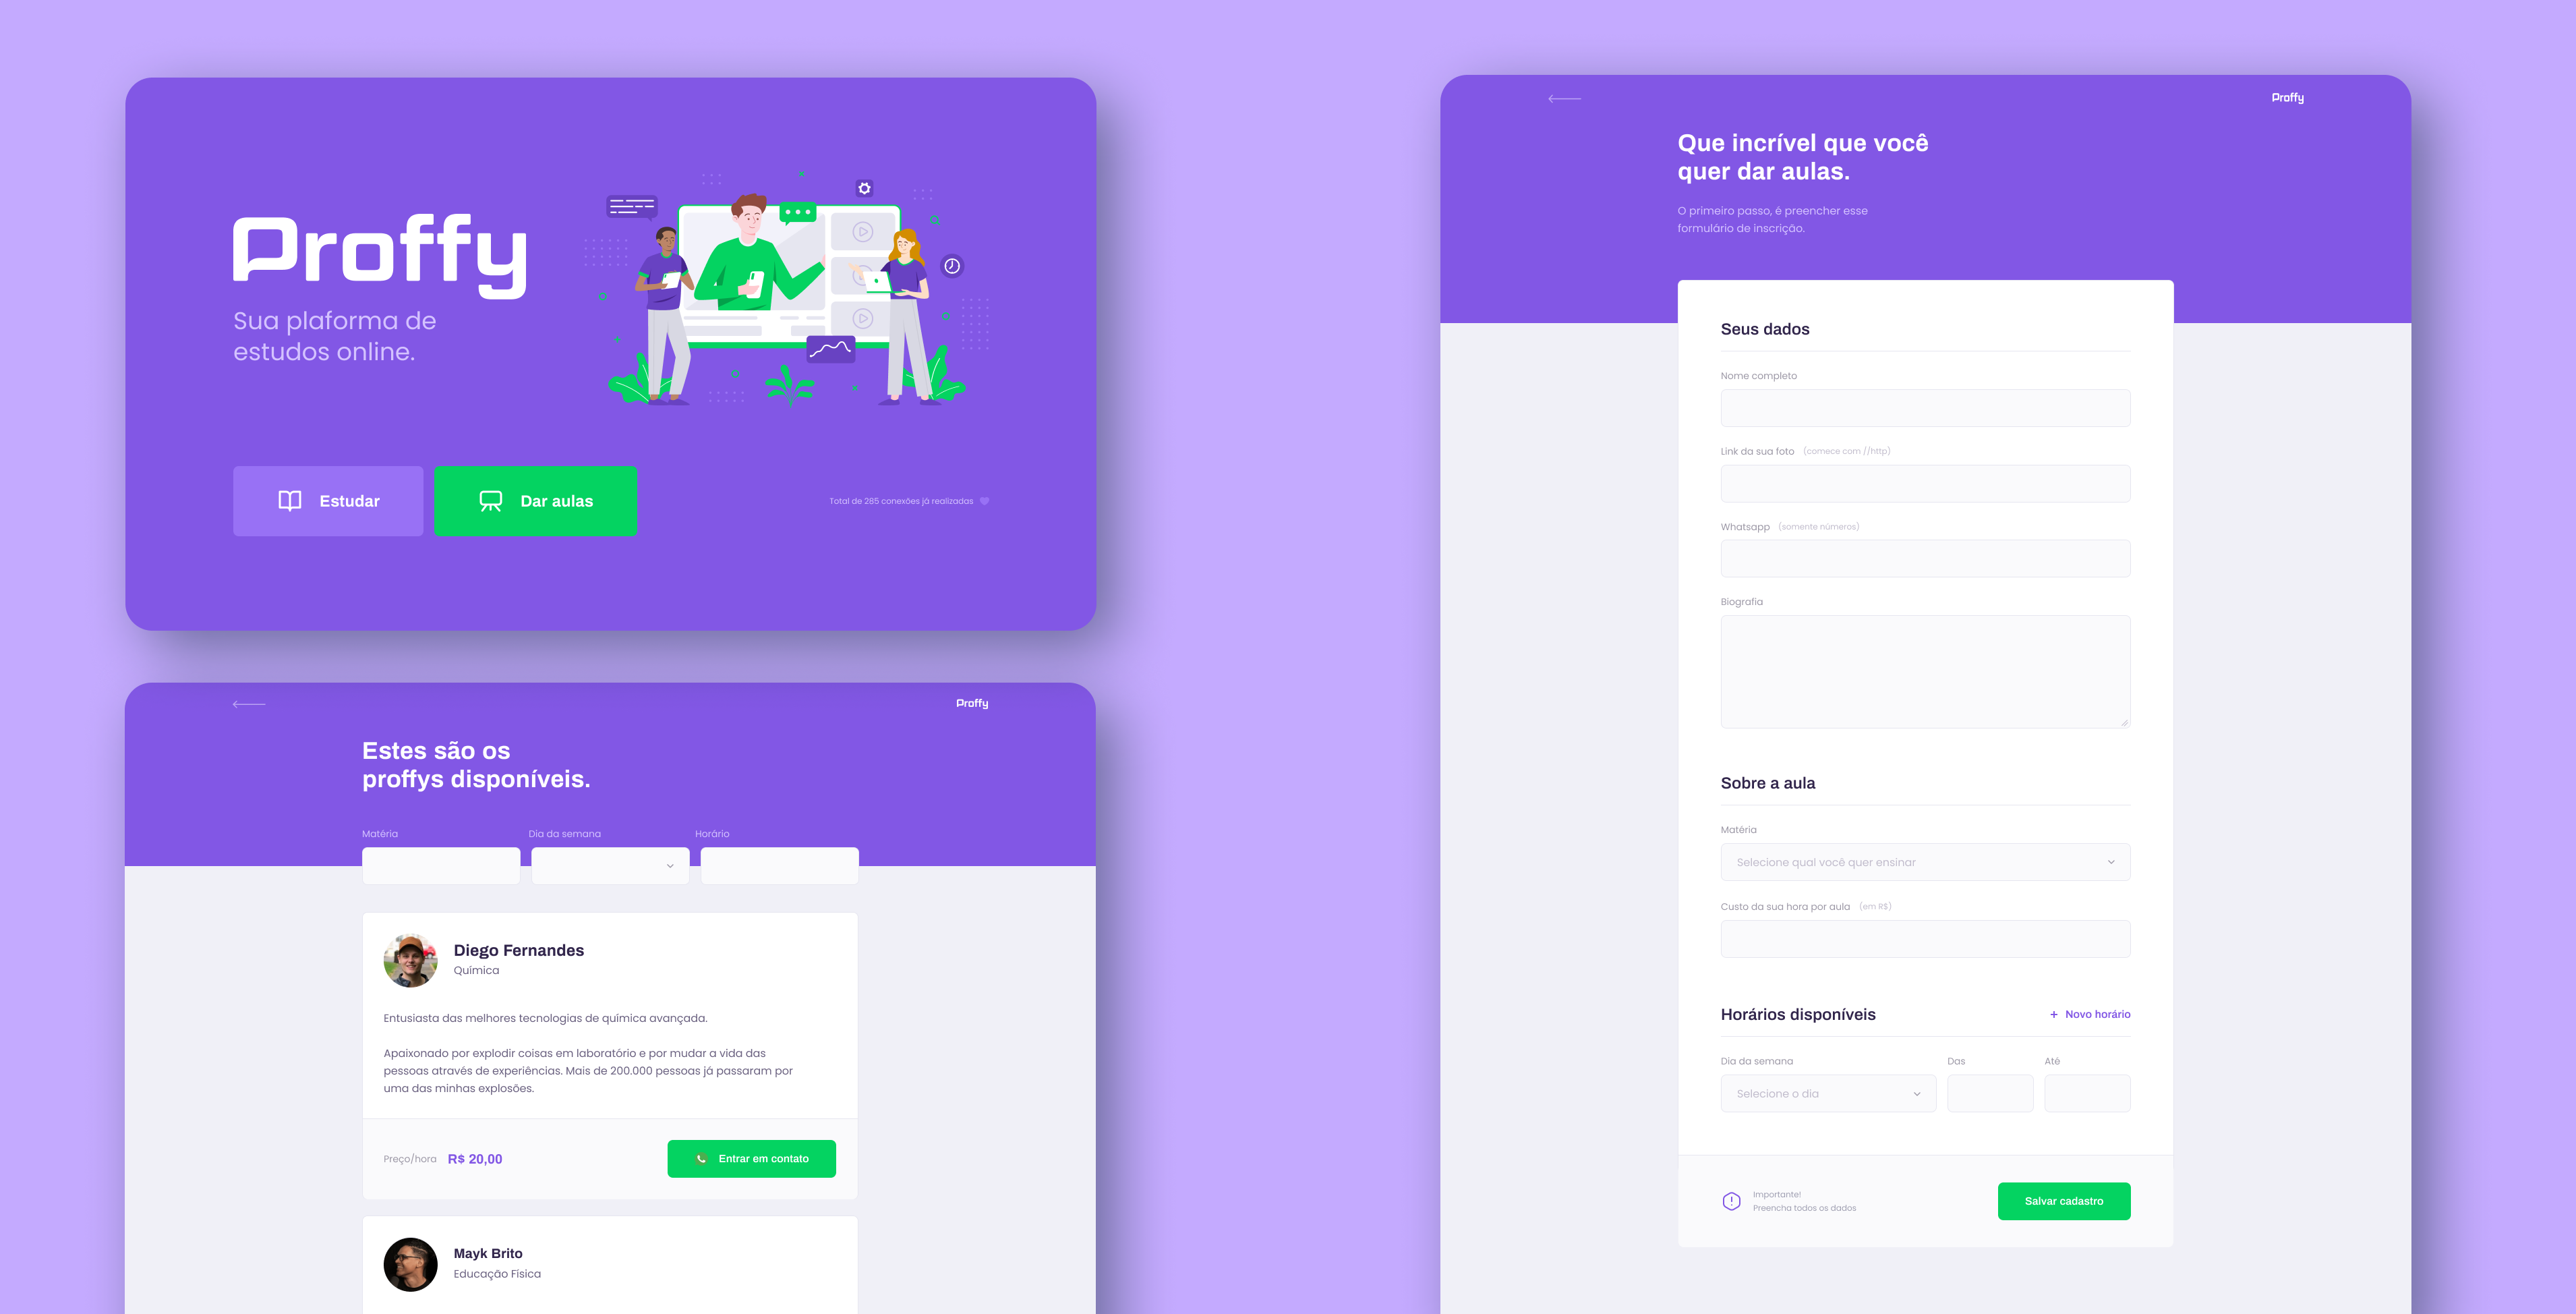 Proffy
Sua plaforma de
estudos online.
Estudar
Dar aulas
Total de 285 conexões já realizadas
Proffy
Estes são os
proffys disponíveis.
Matéria
Dia da semana
Horário
Diego Fernandes
Química
Entusiasta das melhores tecnologias de química avançada.
Apaixonado por explodir coisas em laboratório e por mudar a vida das
pessoas através de experiências. Mais de 200.000 pessoas já passaram por
uma das minhas explosões.
Preço/hora R$ 20,00
Entrar em contato
Mayk Brito
Educação Física
Proffy
Que incrível que você
quer dar aulas.
O primeiro passo, é preencher esse
formulário de inscrição.
Seus dados
Nome completo
Link da sua foto (comece com //http)
Whatsapp (somente números)
Biografia
Sobre a aula
Matéria
Selecione qual você quer ensinar
Custo da sua hora por aula (em R$)
Horários disponíveis
+ Novo horário
Dia da semana
Das
Até
Selecione o dia
Importante!
Preencha todos os dados
Salvar cadastro